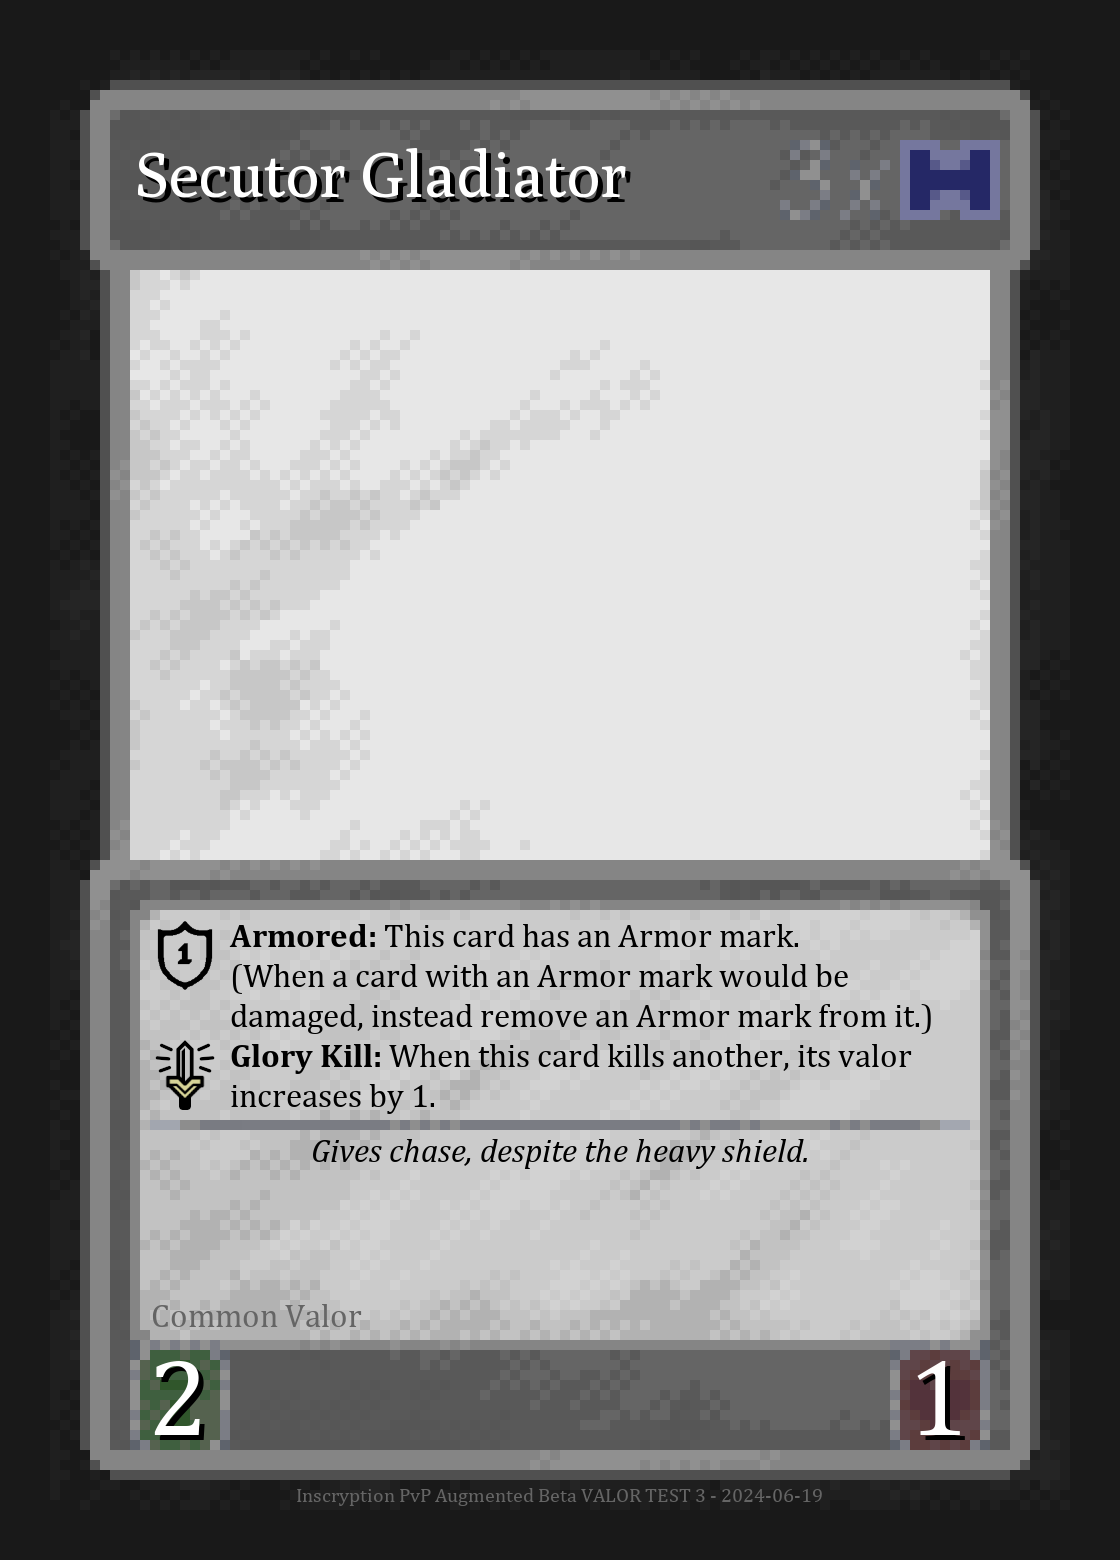 Secutor Gladiator 3x
1
Armored: This card has an Armor mark.
(When a card with an Armor mark would be
damaged, instead remove an Armor mark from it.)
Glory Kill: When this card kills another, its valor
increases by 1.
Gives chase, despite the heavy shield.
Common Valor
2 1
Inscryption PvP Augmented Beta VALOR TEST 3 - 2024-06-19